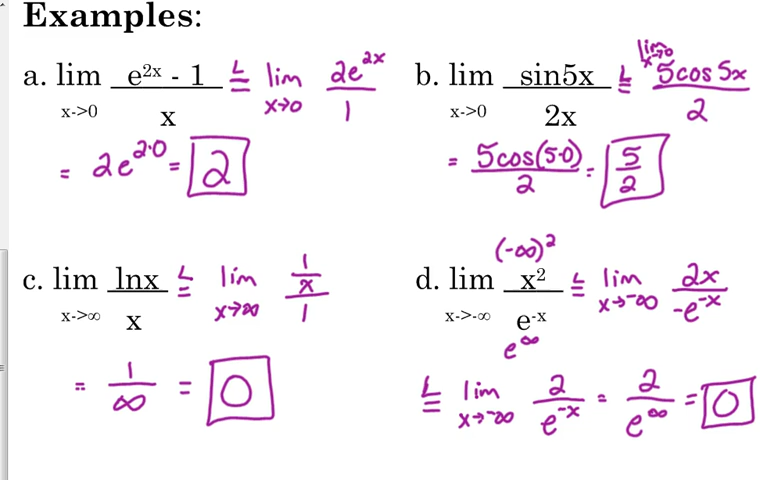 Examples:
a. lim e^2x - 1 / x L= lim 2e^2x / 1
x->0 x→0
= 2e^2·0 = 2
b. lim sin5x / 2x L= lim 5cos5x / 2
x->0 x→0
= 5cos(5·0) / 2 = 5/2
c. lim lnx / x L= lim 1/x / 1
x->∞ x→∞
= 1/∞ = 0
(-∞)²
d. lim x² / e^-x L= lim 2x / -e^-x
x->-∞ x→-∞
e^∞
L= lim 2 / e^-x = 2 / e^∞ = 0
x→-∞